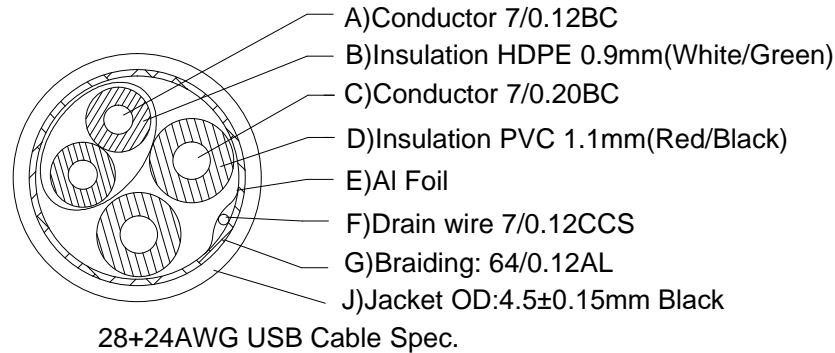 A)Conductor 7/0.12BC
B)Insulation HDPE 0.9mm(White/Green)
C)Conductor 7/0.20BC
D)Insulation PVC 1.1mm(Red/Black)
E)Al Foil
F)Drain wire 7/0.12CCS
G)Braiding: 64/0.12AL
J)Jacket OD:4.5±0.15mm Black
28+24AWG USB Cable Spec.